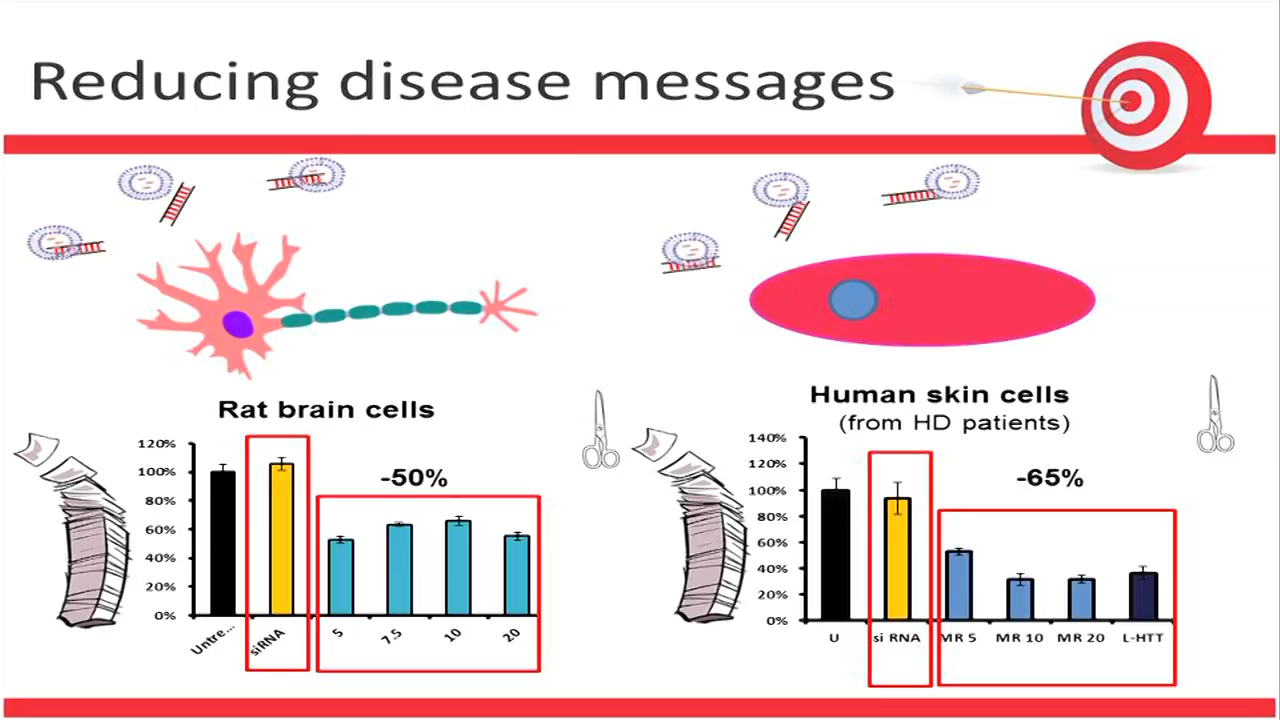 Reducing disease messages
Rat brain cells
120%
100%
80%
60%
40%
20%
0%
-50%
Untre...
siRNA
5
7.5
10
20
Human skin cells
(from HD patients)
140%
120%
100%
80%
60%
40%
20%
0%
-65%
U
si RNA
MR 5
MR 10
MR 20
L-HTT